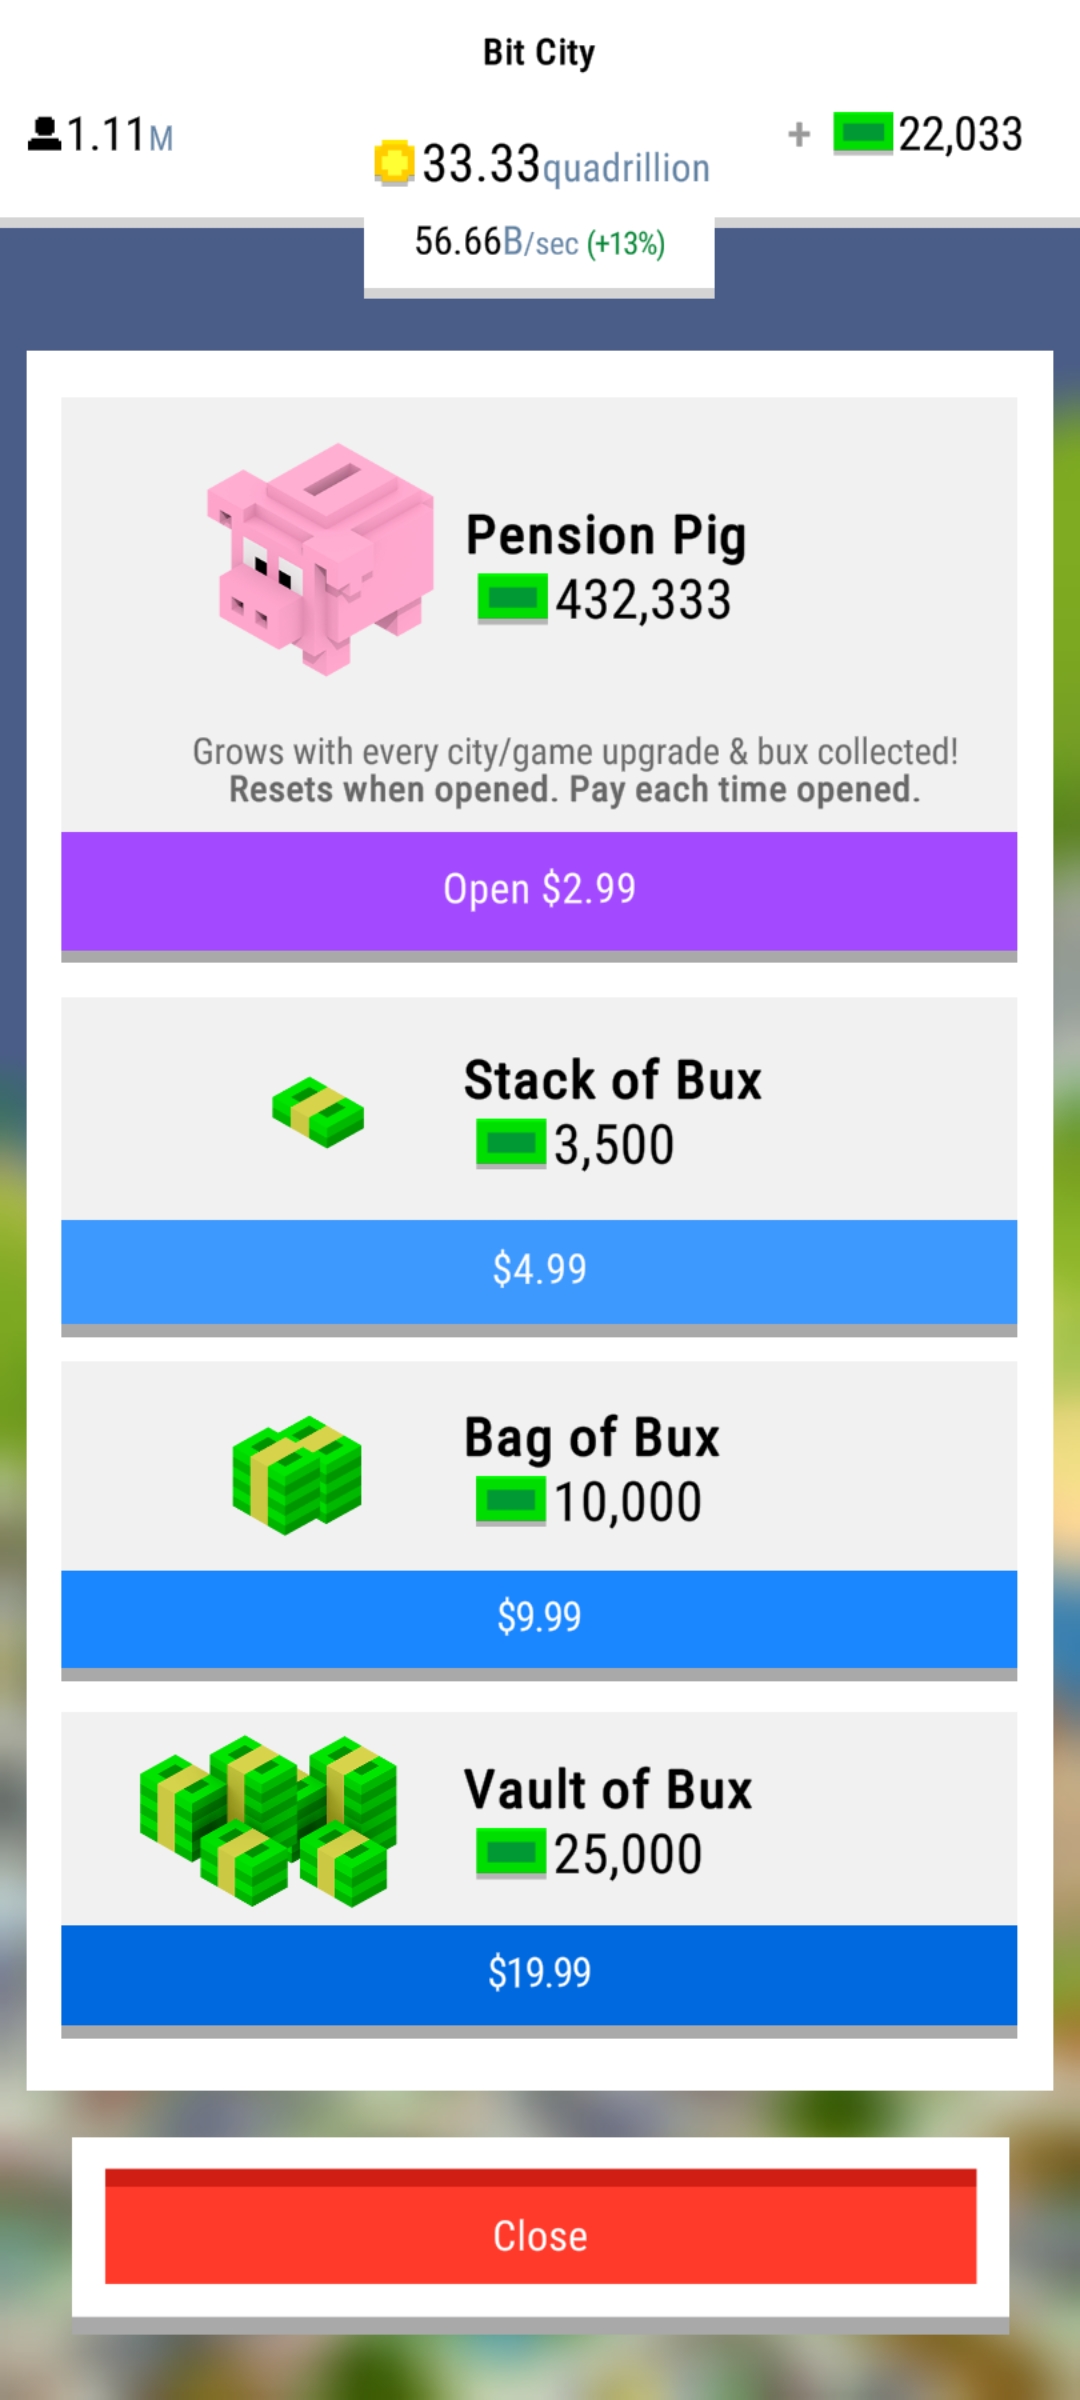 Bit City
1.11M
+ 22,033
33.33quadrillion
56.66B/sec (+13%)
Pension Pig
432,333
Grows with every city/game upgrade & bux collected!
Resets when opened. Pay each time opened.
Open $2.99
Stack of Bux
3,500
$4.99
Bag of Bux
10,000
$9.99
Vault of Bux
25,000
$19.99
Close